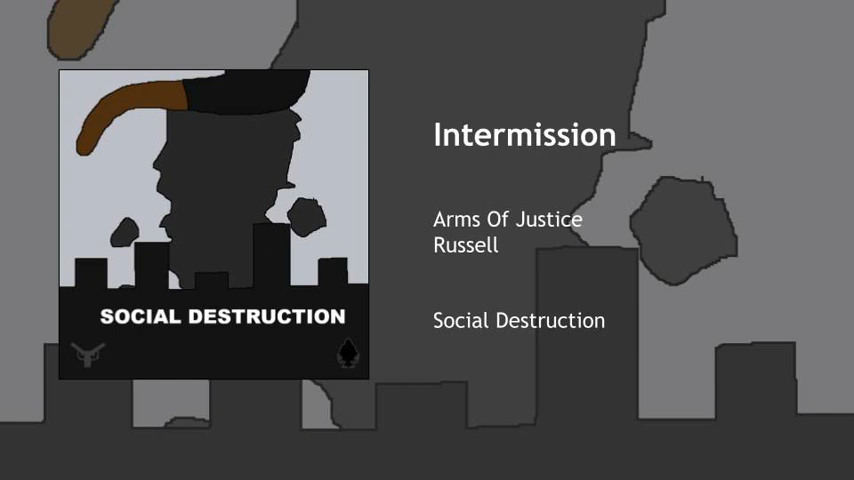 SOCIAL DESTRUCTION
Intermission
Arms Of Justice
Russell
Social Destruction